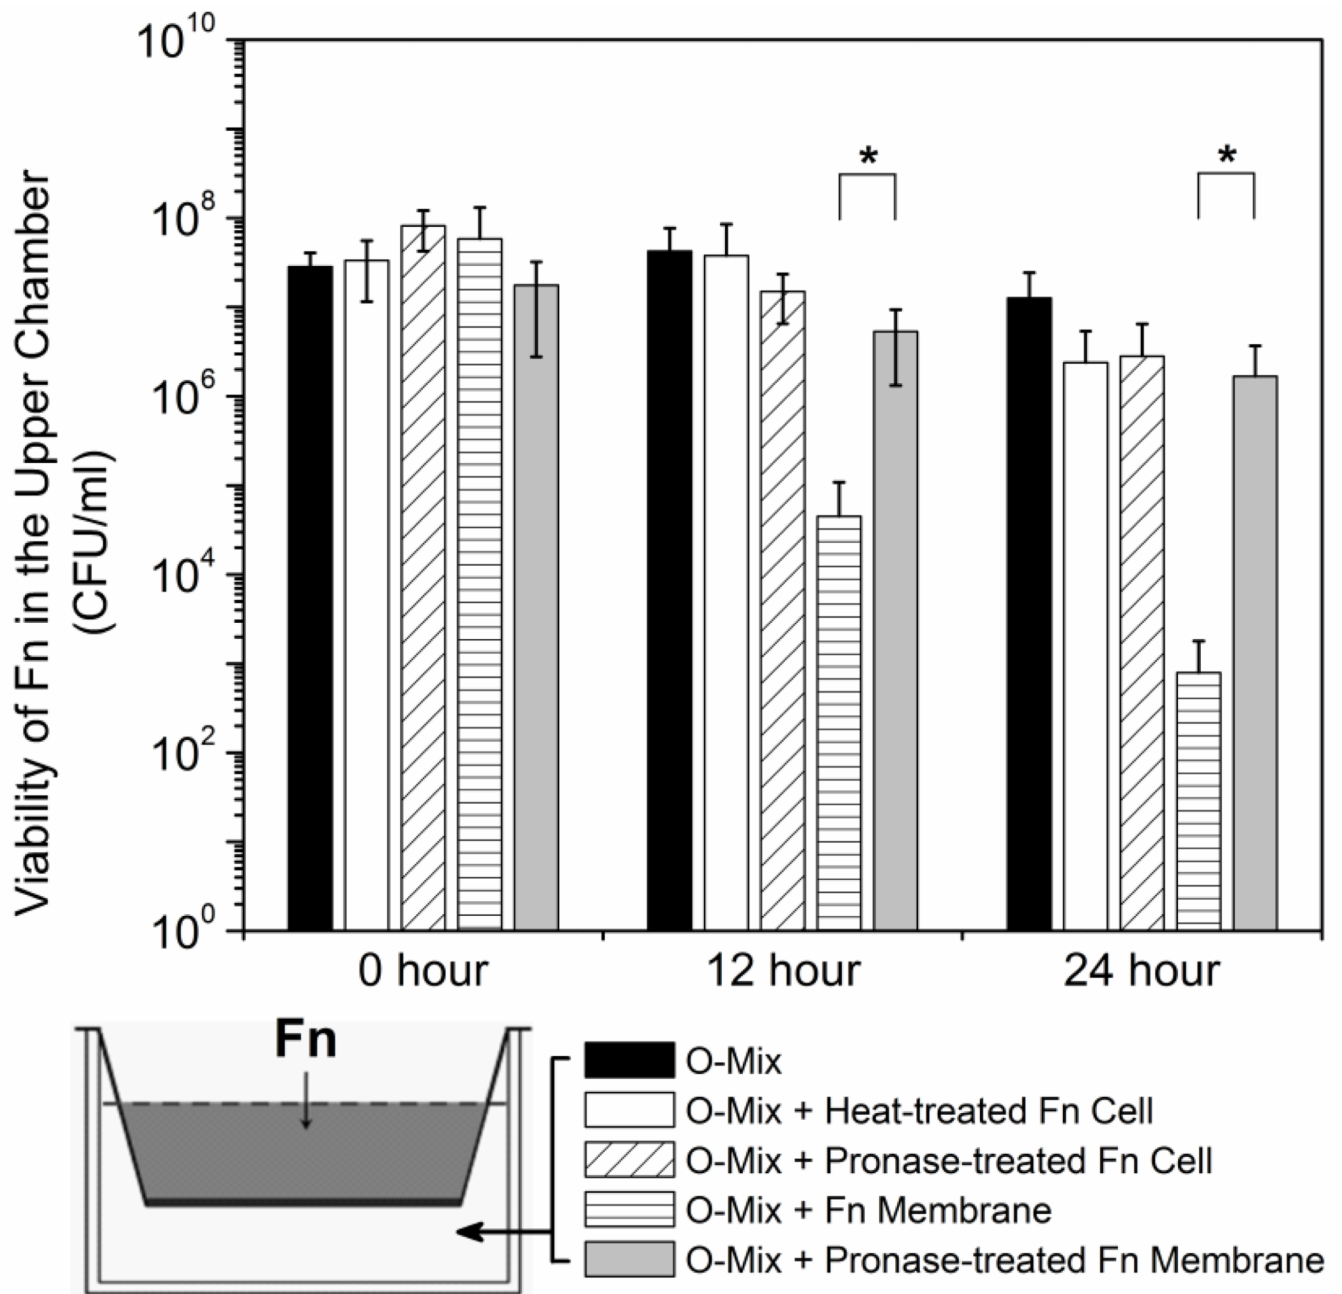 Viability of Fn in the Upper Chamber
(CFU/ml)
10^10
10^8
10^6
10^4
10^2
10^0
*
*
0 hour
12 hour
24 hour
Fn
O-Mix
O-Mix + Heat-treated Fn Cell
O-Mix + Pronase-treated Fn Cell
O-Mix + Fn Membrane
O-Mix + Pronase-treated Fn Membrane